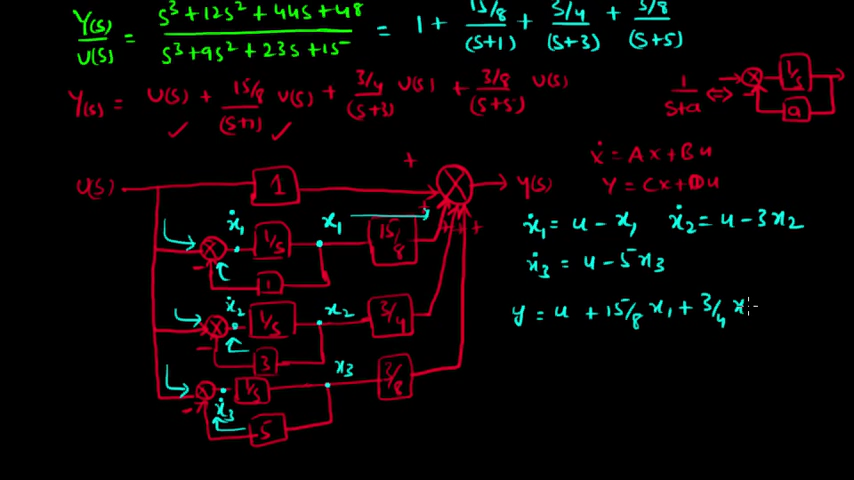 Y(s)/U(s) = s³+12s²+44s+48 / s³+9s²+23s+15 = 1 + 15/8/(s+1) + 3/4/(s+3) + 3/8/(s+5)
Y(s) = U(s) + 15/8/(s+1) U(s) + 3/4/(s+3) U(s) + 3/8/(s+5) U(s)
1/s+a ⇔ 1/s
a
ẋ = Ax+Bu
Y = Cx+Du
U(s) 1 + + Y(s)
ẋ₁ = u - x₁ ẋ₂ = u - 3x₂
ẋ₁ 1/s x₁ 15/8 + + +
- 1
ẋ₃ = u - 5x₃
ẋ₂ 1/s x₂ 3/4
- 3
y = u + 15/8 x₁ + 3/4 x
1/s x₃ 3/8
- ẋ₃ 5